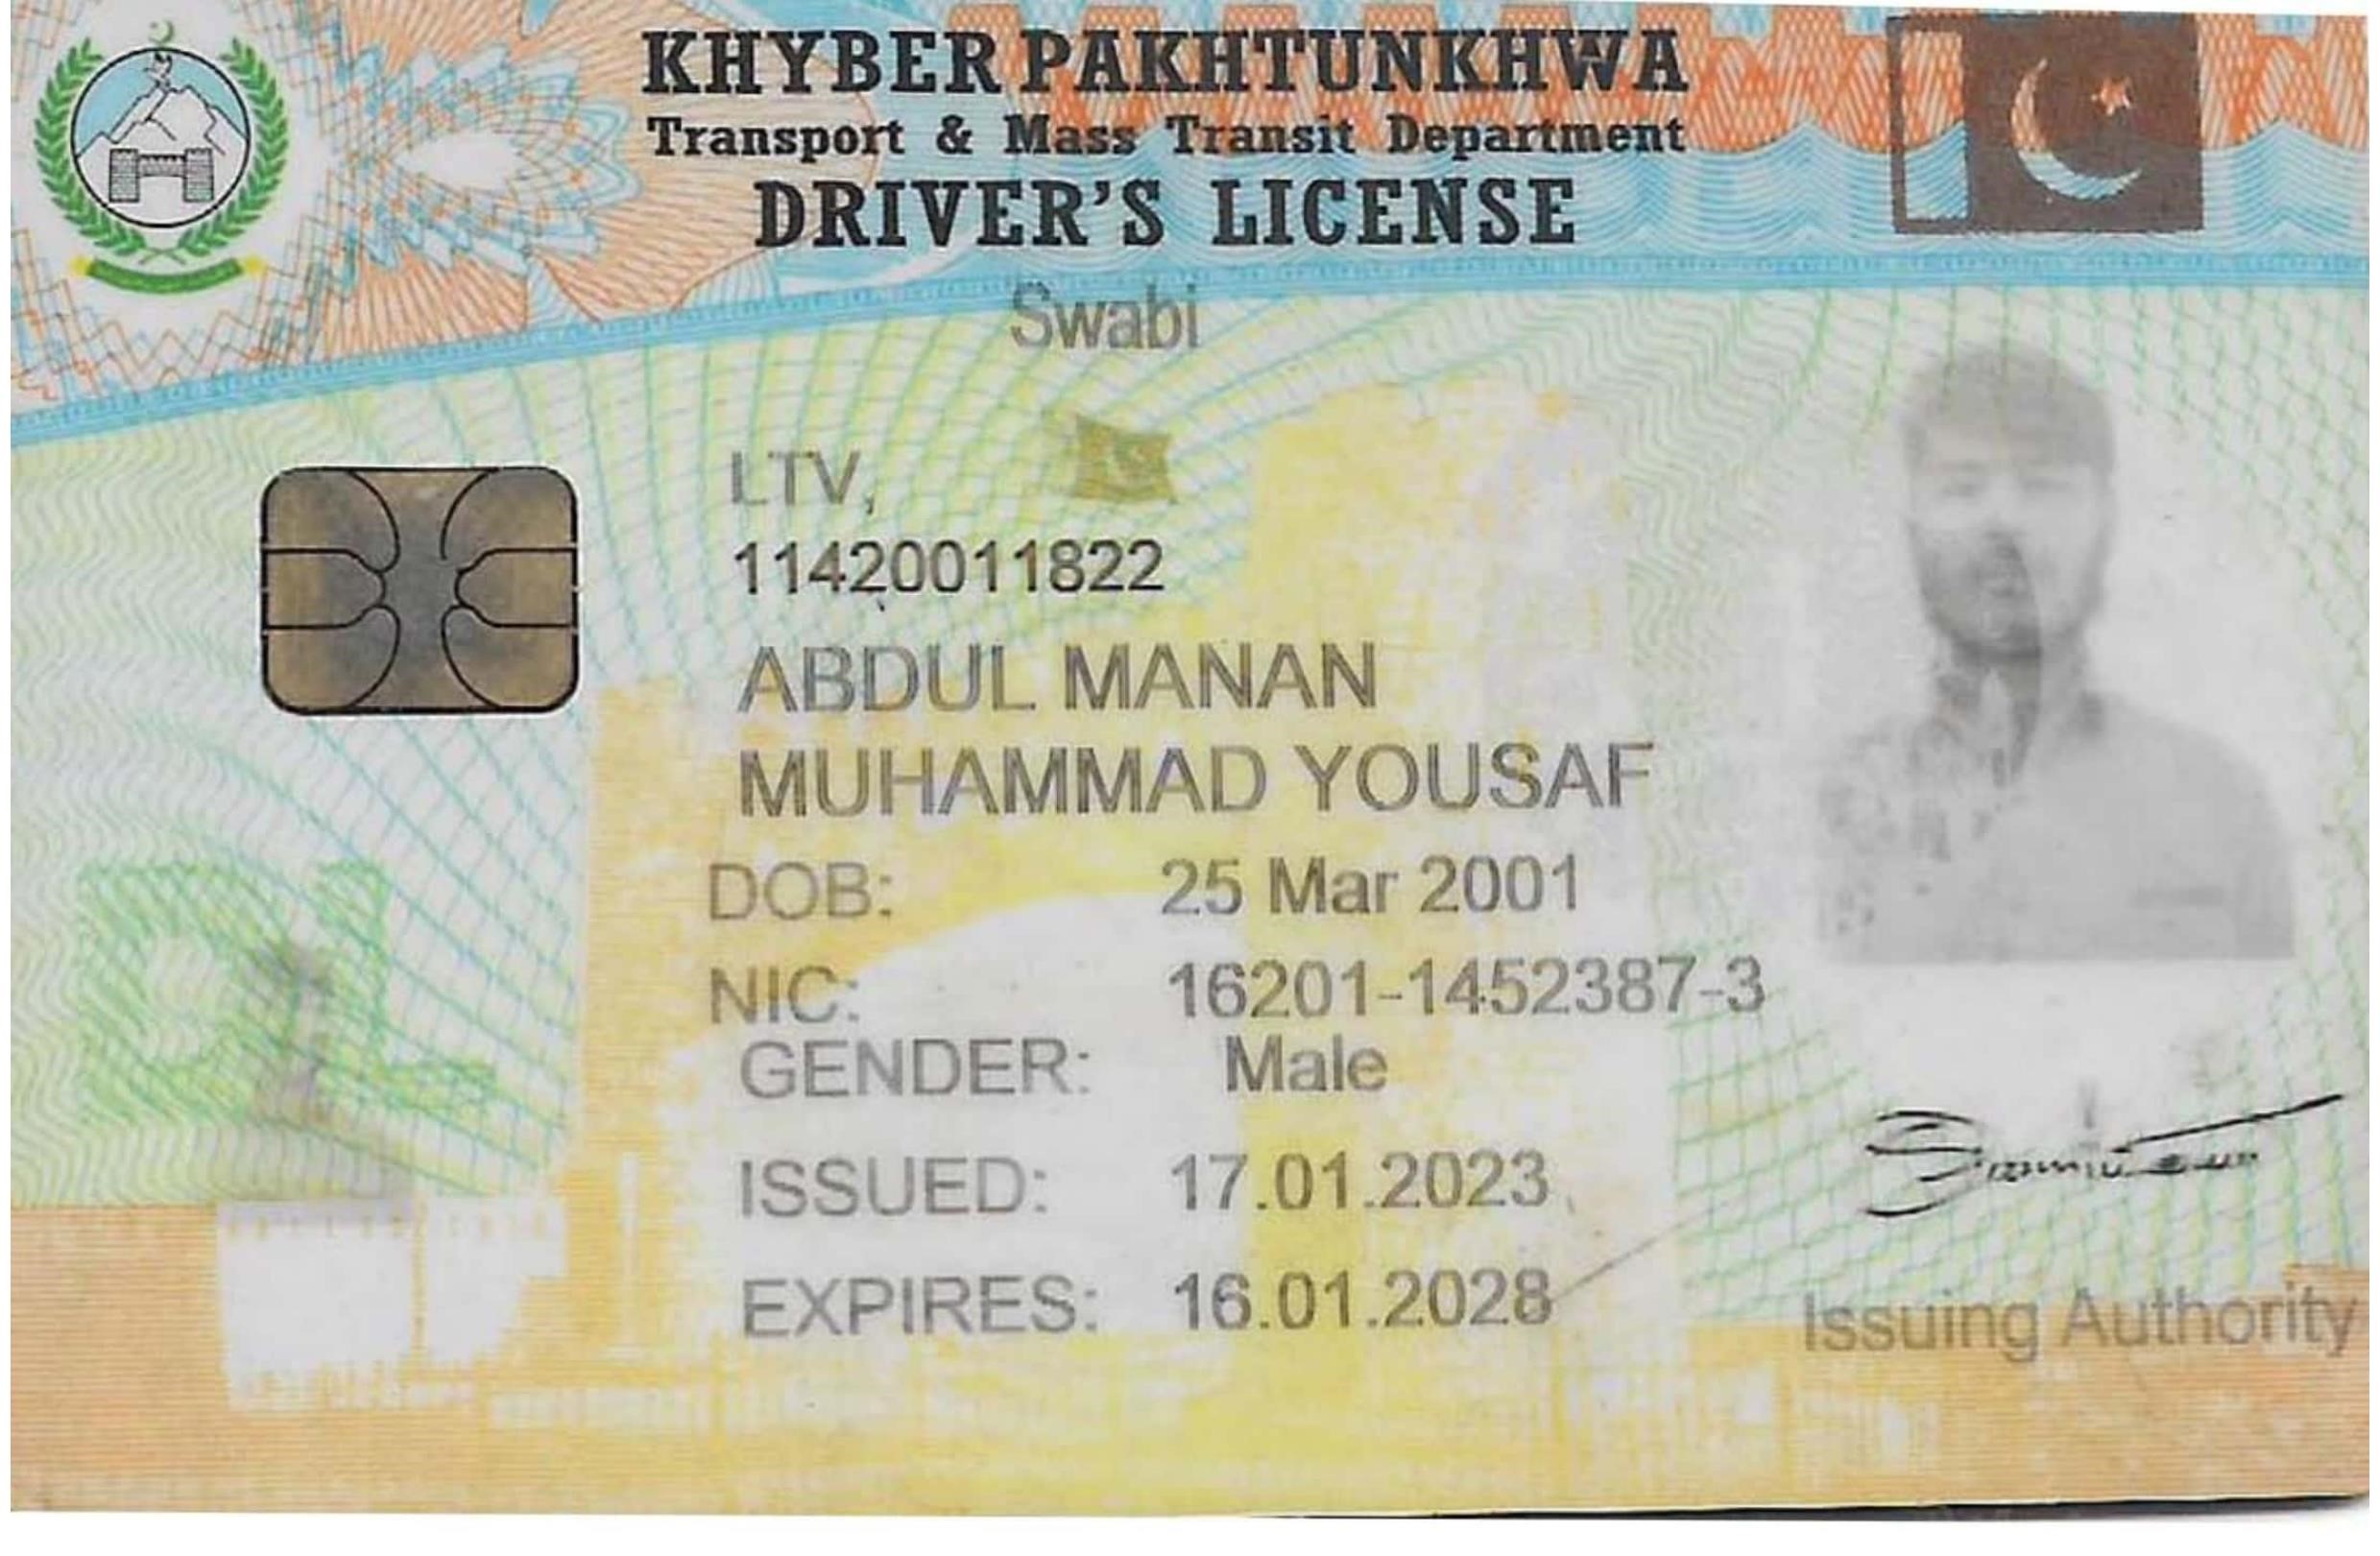 KHYBER PAKHTUNKHWA
Transport & Mass Transit Department
DRIVER'S LICENSE
Swabi
LTV,
11420011822
ABDUL MANAN
MUHAMMAD YOUSAF
DOB: 25 Mar 2001
NIC: 16201-1452387-3
GENDER: Male
ISSUED: 17.01.2023
EXPIRES: 16.01.2028
Issuing Authority
DL